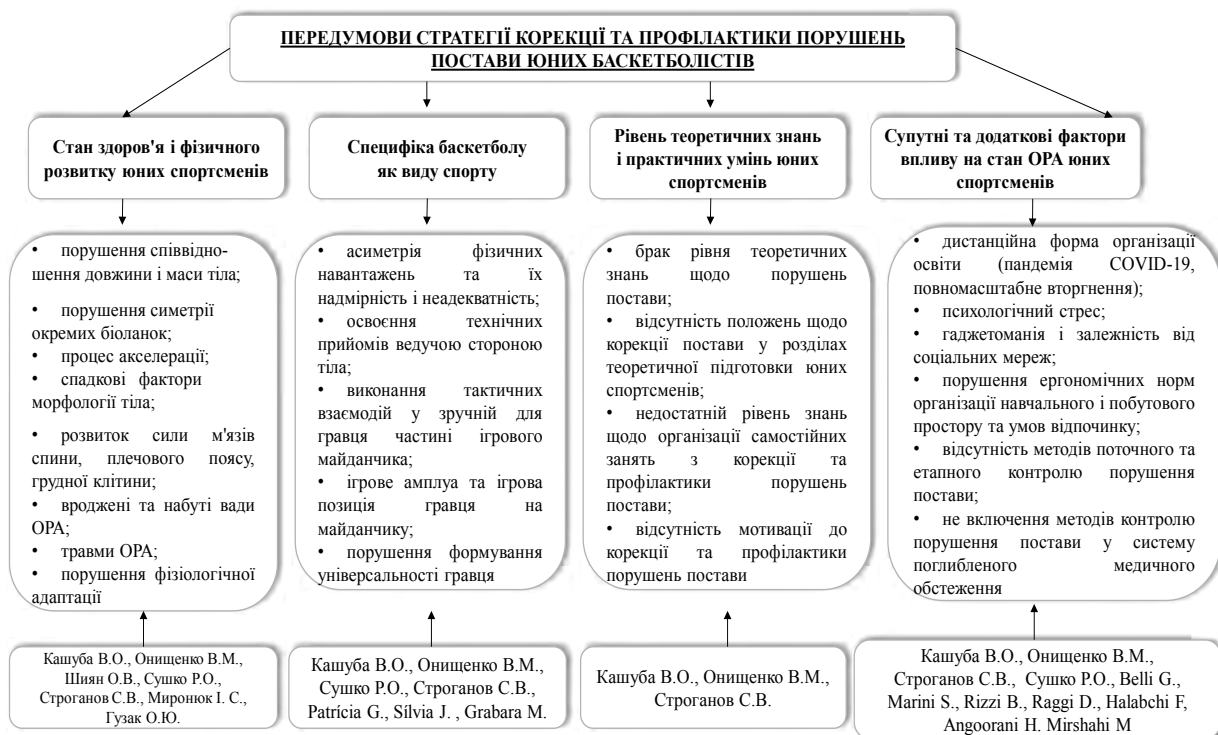 ПЕРЕДУМОВИ СТРАТЕГІЇ КОРЕКЦІЇ ТА ПРОФІЛАКТИКИ ПОРУШЕНЬ
ПОСТАВИ ЮНИХ БАСКЕТБОЛІСТІВ
Стан здоров'я і фізичного
розвитку юних спортсменів
• порушення співвідно-
шення довжини і маси тіла;
• порушення симетрії
окремих біоланок;
• процес акселерації;
• спадкові фактори
морфології тіла;
• розвиток сили м'язів
спини, плечового поясу,
грудної клітини;
• вроджені та набуті вади
ОРА;
• травми ОРА;
• порушення фізіологічної
адаптації
Кашуба В.О., Онищенко В.М.,
Шиян О.В., Сушко Р.О.,
Строганов С.В., Миронюк І. С.,
Гузак О.Ю.
Специфіка баскетболу
як виду спорту
• асиметрія фізичних
навантажень та їх
надмірність і неадекватність;
• освоєння технічних
прийомів ведучою стороною
тіла;
• виконання тактичних
взаємодій у зручній для
гравця частині ігрового
майданчика;
• ігрове амплуа та ігрова
позиція гравця на
майданчику;
• порушення формування
універсальності гравця
Кашуба В.О., Онищенко В.М.,
Сушко Р.О., Строганов С.В.,
Patrícia G., Sílvia J. , Grabara M.
Рівень теоретичних знань
і практичних умінь юних
спортсменів
• брак рівня теоретичних
знань щодо порушень
постави;
• відсутність положень щодо
корекції постави у розділах
теоретичної підготовки юних
спортсменів;
• недостатній рівень знань
щодо організації самостійних
занять з корекції та
профілактики порушень
постави;
• відсутність мотивації до
корекції та профілактики
порушень постави
Кашуба В.О., Онищенко В.М.,
Строганов С.В.
Супутні та додаткові фактори
впливу на стан ОРА юних
спортсменів
• дистанційна форма організації
освіти (пандемія COVID-19,
повномасштабне вторгнення);
• психологічний стрес;
• гаджетоманія і залежність від
соціальних мереж;
• порушення ергономічних норм
організації навчального і побутового
простору та умов відпочинку;
• відсутність методів поточного та
етапного контролю порушення
постави;
• не включення методів контролю
порушення постави у систему
поглибленого медичного
обстеження
Кашуба В.О., Онищенко В.М.,
Строганов С.В., Сушко Р.О., Belli G.,
Marini S., Rizzi B., Raggi D., Halabchi F,
Angoorani H. Mirshahi M